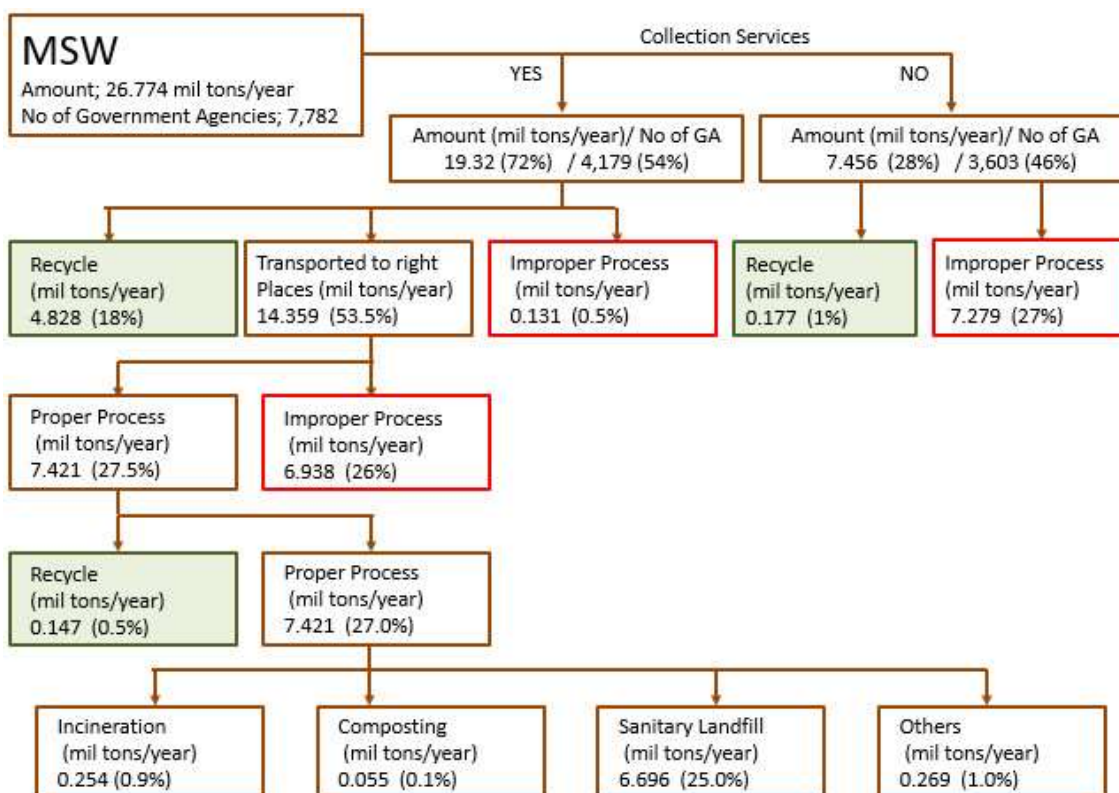 MSW
Amount; 26.774 mil tons/year
No of Government Agencies; 7,782
Collection Services
YES
NO
Amount (mil tons/year)/ No of GA
19.32 (72%) / 4,179 (54%)
Amount (mil tons/year)/ No of GA
7.456 (28%) / 3,603 (46%)
Recycle
(mil tons/year)
4.828 (18%)
Transported to right
Places (mil tons/year)
14.359 (53.5%)
Improper Process
(mil tons/year)
0.131 (0.5%)
Recycle
(mil tons/year)
0.177 (1%)
Improper Process
(mil tons/year)
7.279 (27%)
Proper Process
(mil tons/year)
7.421 (27.5%)
Improper Process
(mil tons/year)
6.938 (26%)
Recycle
(mil tons/year)
0.147 (0.5%)
Proper Process
(mil tons/year)
7.421 (27.0%)
Incineration
(mil tons/year)
0.254 (0.9%)
Composting
(mil tons/year)
0.055 (0.1%)
Sanitary Landfill
(mil tons/year)
6.696 (25.0%)
Others
(mil tons/year)
0.269 (1.0%)